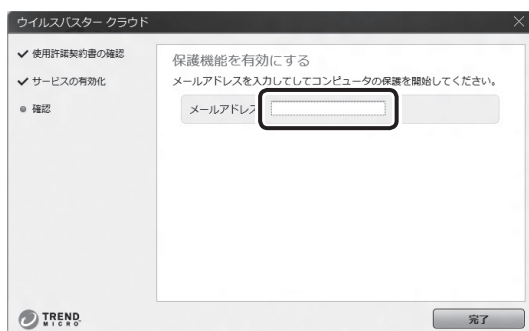 ウイルスバスター クラウド
✔ 使用許諾契約書の確認
✔ サービスの有効化
確認
保護機能を有効にする
メールアドレスを入力してしてコンピュータの保護を開始してください。
メールアドレス
TREND
MICRO
完了